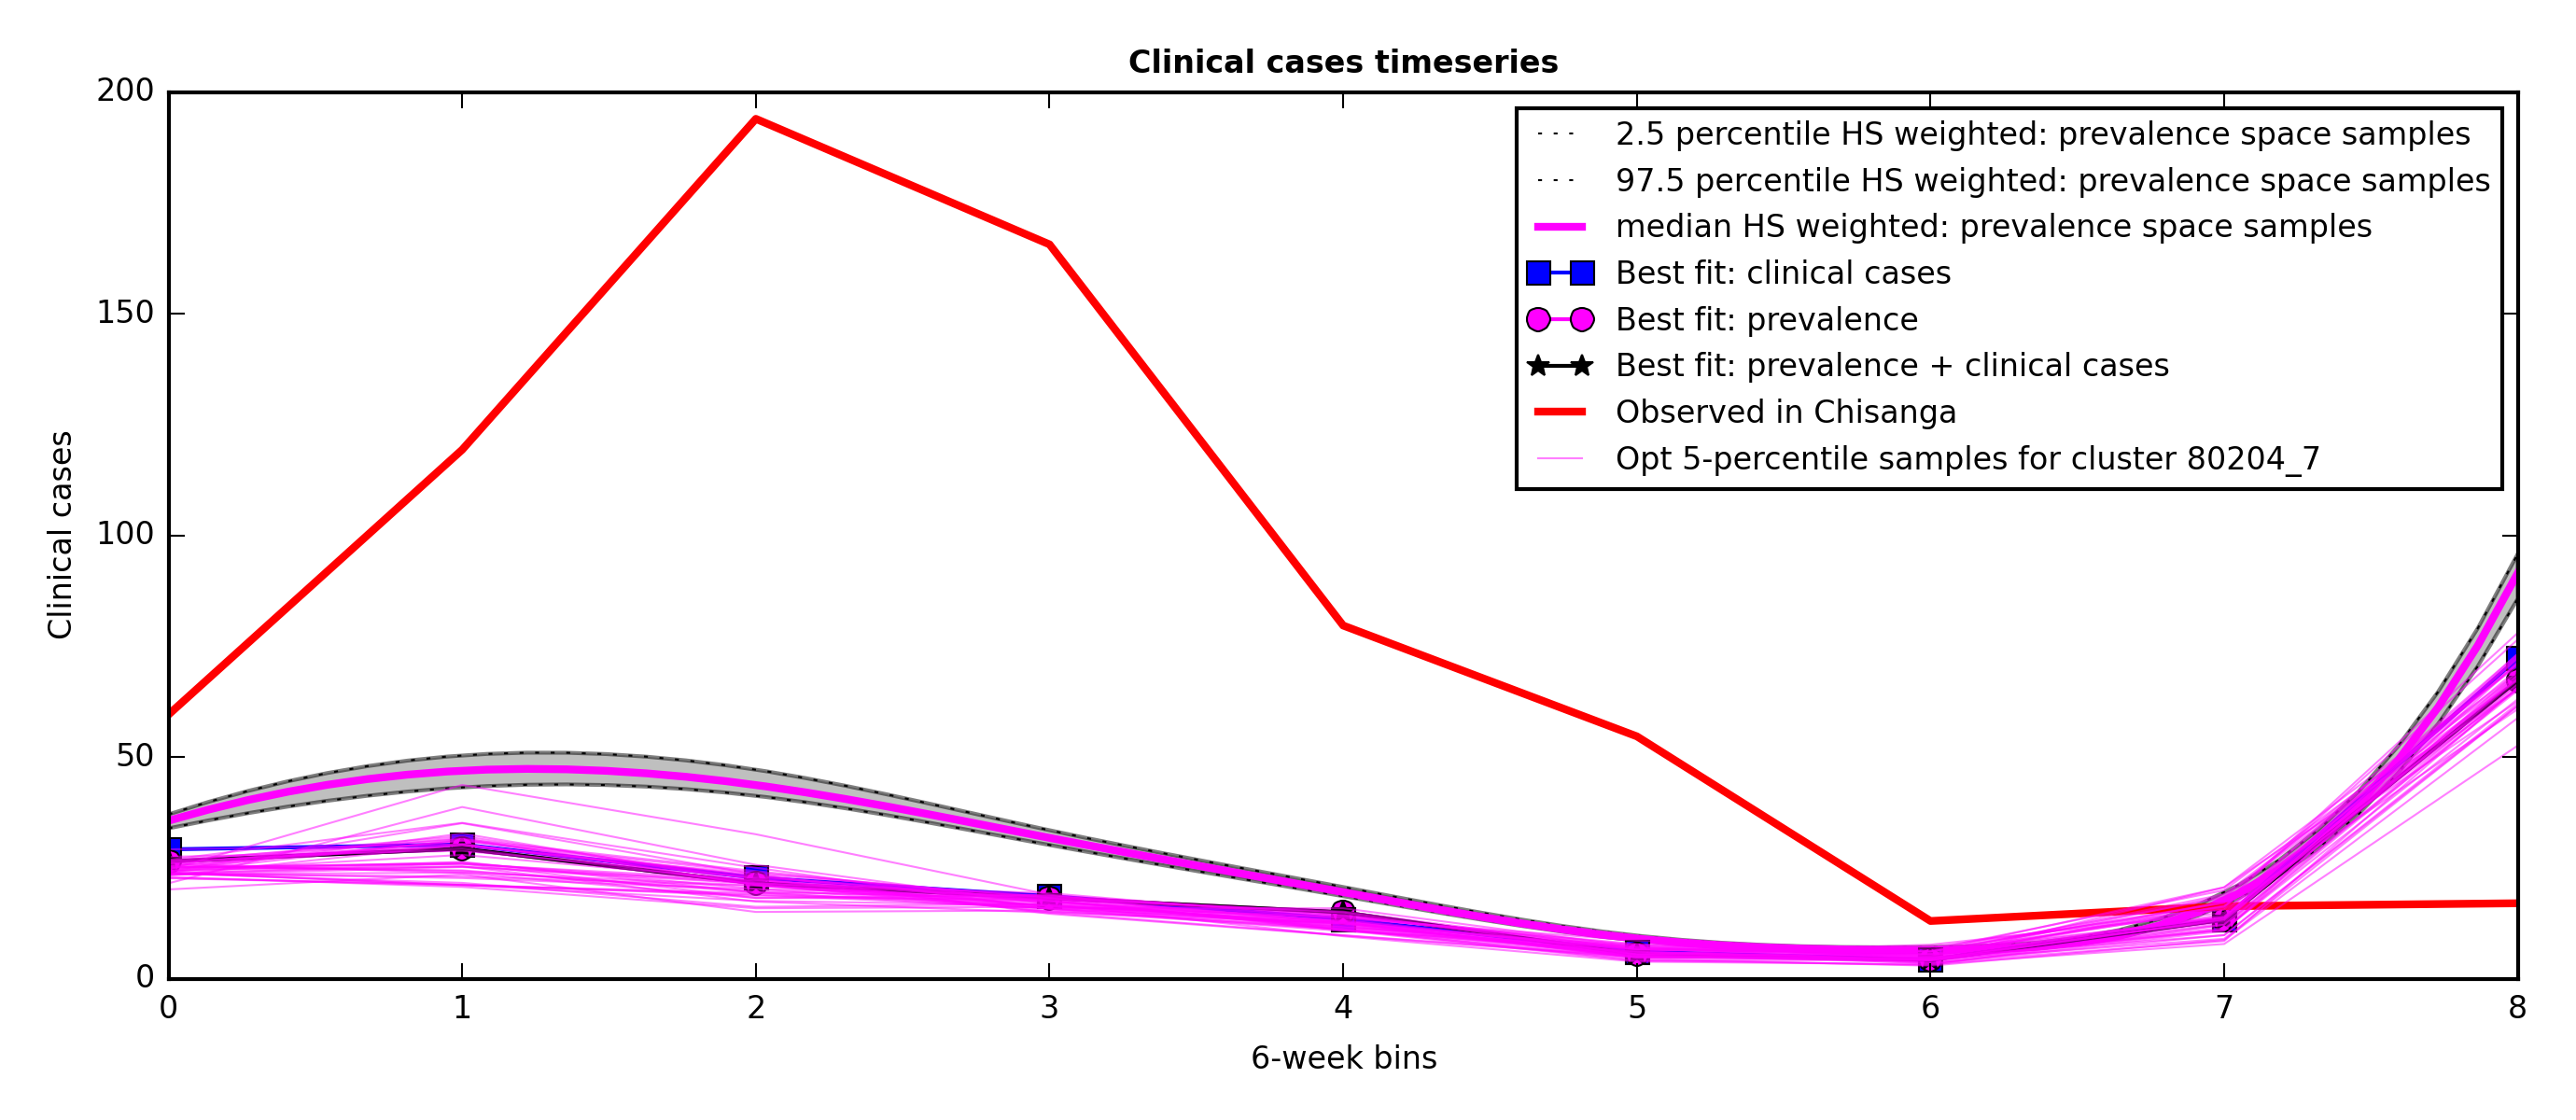 Clinical cases timeseries
200
150
100
50
0
Clinical cases
2.5 percentile HS weighted: prevalence space samples
97.5 percentile HS weighted: prevalence space samples
median HS weighted: prevalence space samples
Best fit: clinical cases
Best fit: prevalence
Best fit: prevalence + clinical cases
Observed in Chisanga
Opt 5-percentile samples for cluster 80204_7
0 1 2 3 4 5 6 7 8
6-week bins